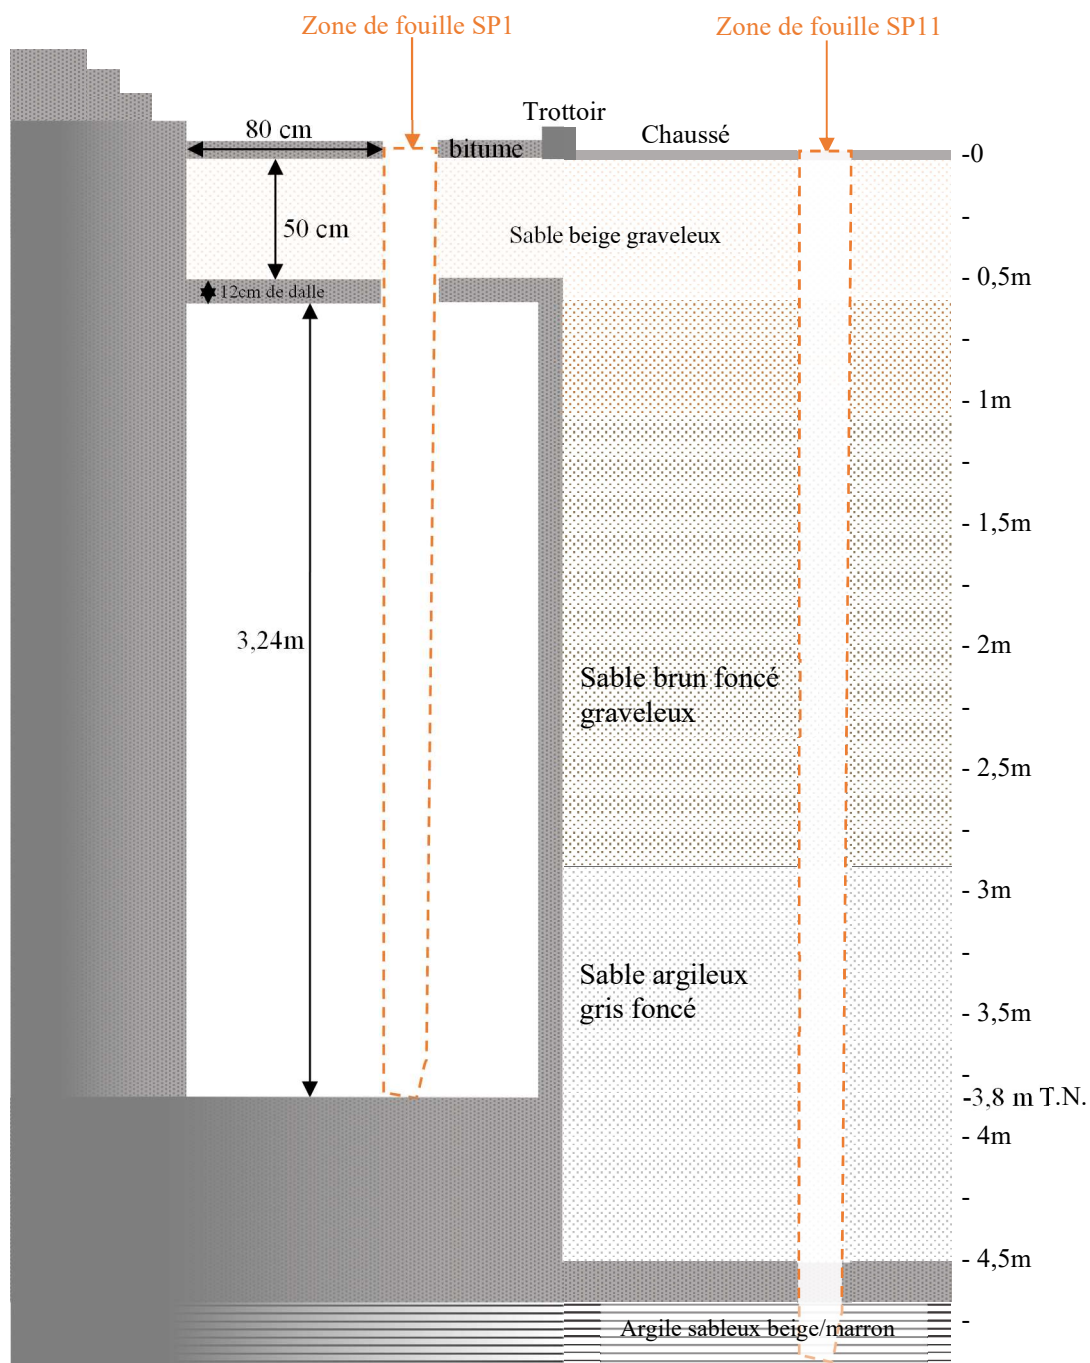 Zone de fouille SP1
Zone de fouille SP11
Trottoir
80 cm
bitume
Chaussé
-0
-
50 cm
Sable beige graveleux
- 0,5m
12cm de dalle
-
- 1m
-
- 1,5m
-
3,24m
- 2m
Sable brun foncé
graveleux
-
- 2,5m
-
- 3m
-
Sable argileux
gris foncé
- 3,5m
-
-3,8 m T.N.
- 4m
-
- 4,5m
-
Argile sableux beige/marron